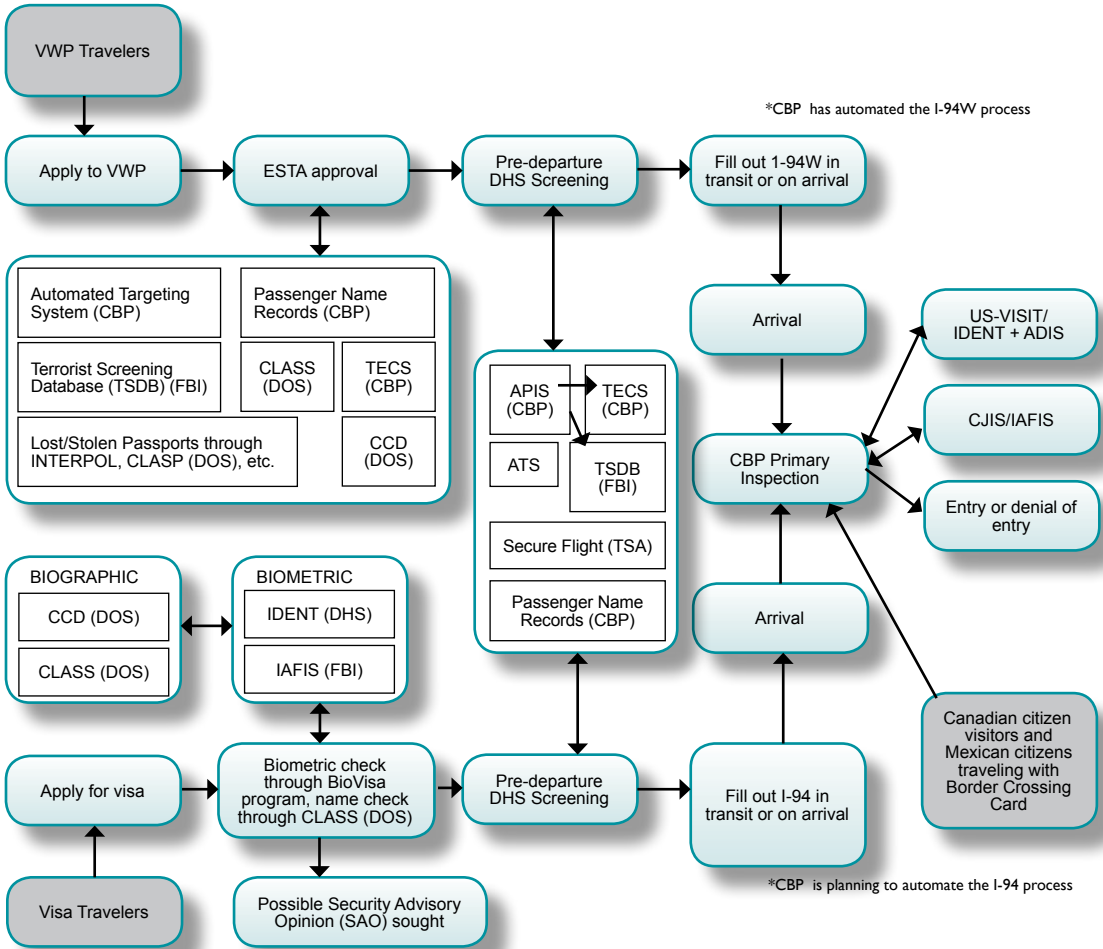 VWP Travelers
*CBP has automated the I-94W process
Apply to VWP
ESTA approval
Pre-departure
DHS Screening
Fill out 1-94W in
transit or on arrival
Automated Targeting
System (CBP)
Passenger Name
Records (CBP)
Terrorist Screening
Database (TSDB) (FBI)
CLASS
(DOS)
TECS
(CBP)
Lost/Stolen Passports through
INTERPOL, CLASP (DOS), etc.
CCD
(DOS)
APIS
(CBP)
TECS
(CBP)
ATS
TSDB
(FBI)
Secure Flight (TSA)
Passenger Name
Records (CBP)
Arrival
US-VISIT/
IDENT + ADIS
CJIS/IAFIS
CBP Primary
Inspection
Entry or denial of
entry
BIOGRAPHIC
CCD (DOS)
CLASS (DOS)
BIOMETRIC
IDENT (DHS)
IAFIS (FBI)
Arrival
Canadian citizen
visitors and
Mexican citizens
traveling with
Border Crossing
Card
Apply for visa
Biometric check
through BioVisa
program, name check
through CLASS (DOS)
Pre-departure
DHS Screening
Fill out I-94 in
transit or on arrival
*CBP is planning to automate the I-94 process
Visa Travelers
Possible Security Advisory
Opinion (SAO) sought